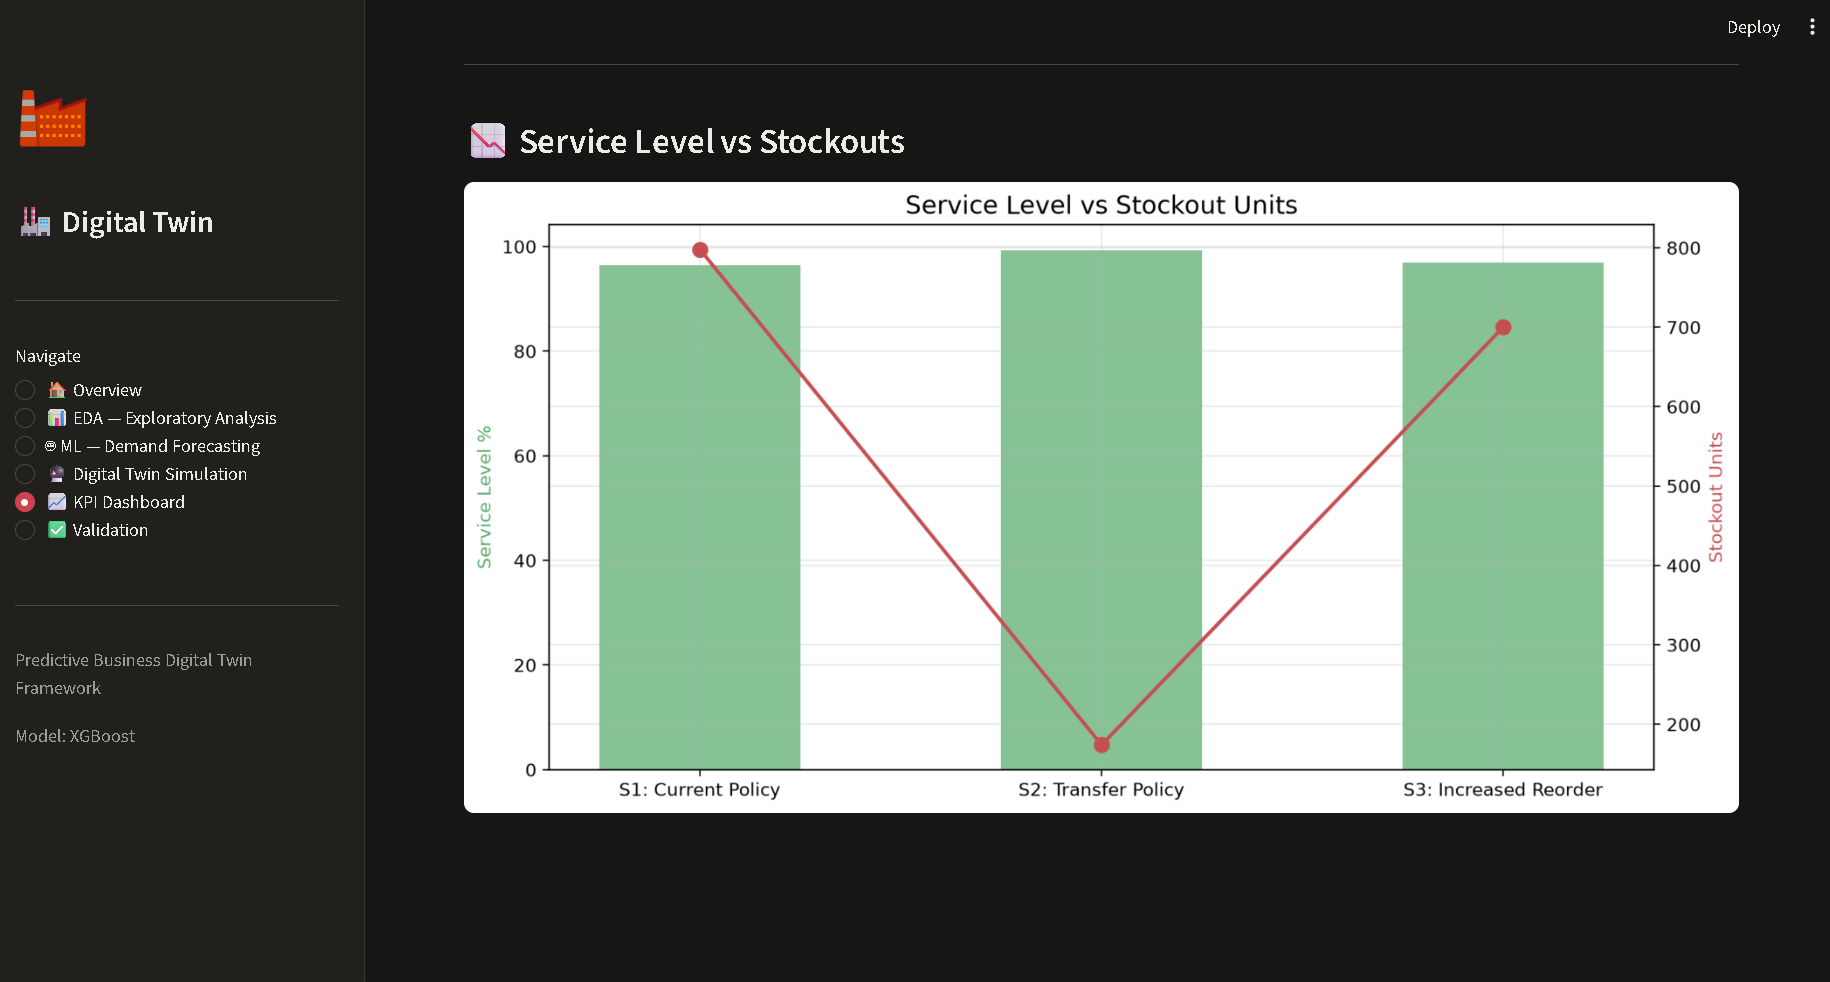 Deploy
Digital Twin
Navigate
Overview
EDA — Exploratory Analysis
ML — Demand Forecasting
Digital Twin Simulation
KPI Dashboard
Validation
Predictive Business Digital Twin
Framework
Model: XGBoost
Service Level vs Stockouts
Service Level vs Stockout Units
Service Level %
100
80
60
40
20
0
800
700
600
500
400
300
200
Stockout Units
S1: Current Policy
S2: Transfer Policy
S3: Increased Reorder